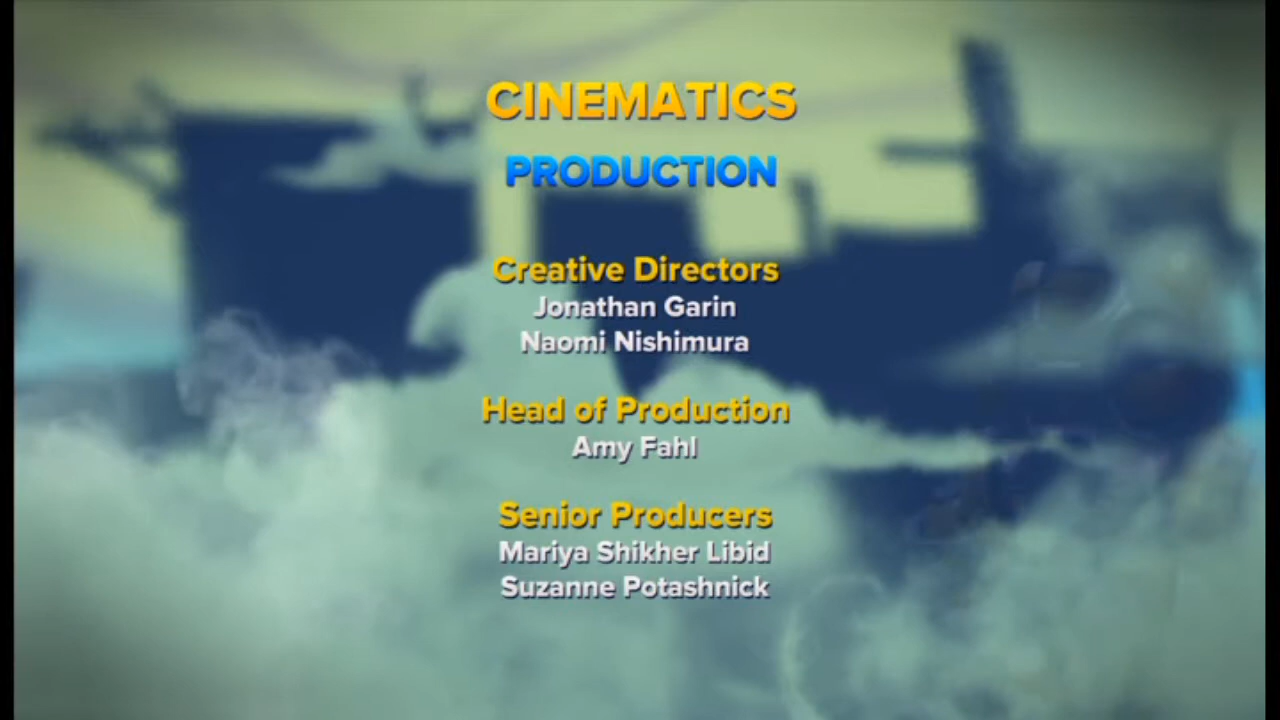 CINEMATICS
PRODUCTION
Creative Directors
Jonathan Garin
Naomi Nishimura
Head of Production
Amy Fahl
Senior Producers
Mariya Shikher Libid
Suzanne Potashnick